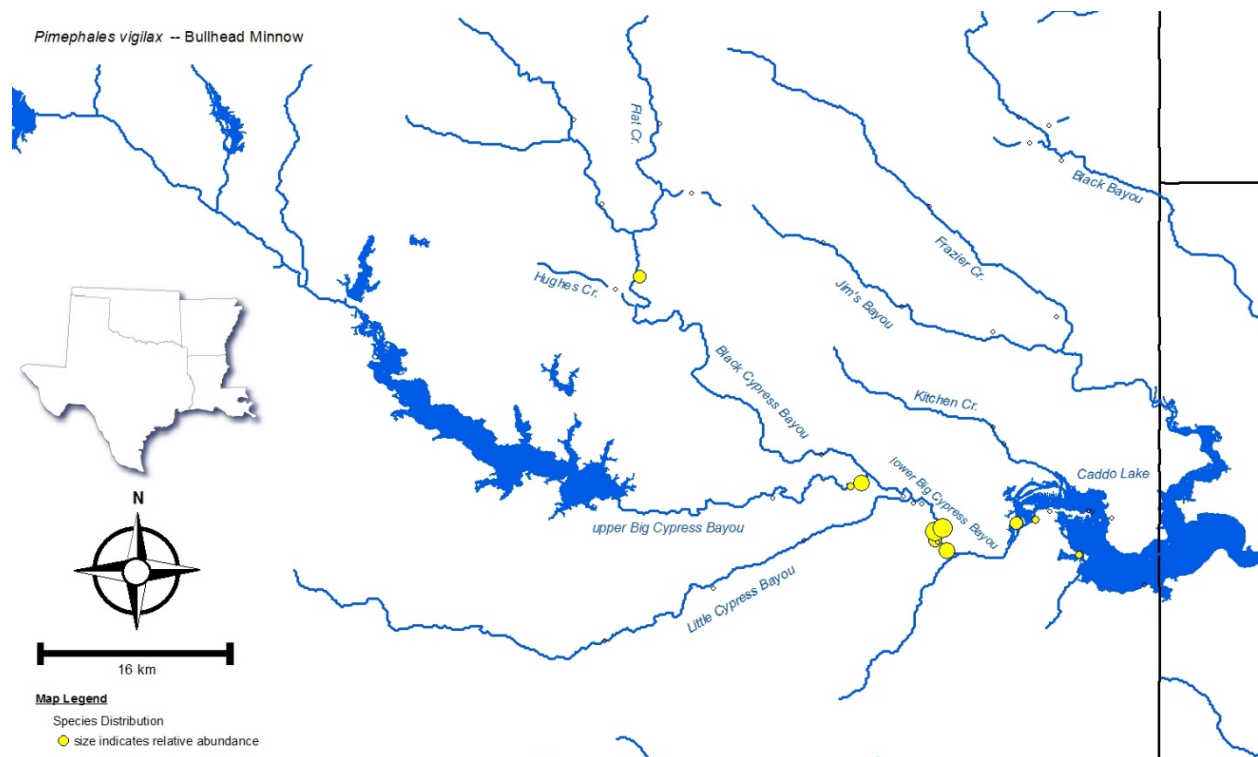 Pimephales vigilax -- Bullhead Minnow
Flat Cr.
Black Bayou
Frazier Cr.
Hughes Cr.
Jim's Bayou
Black Cypress Bayou
Kitchen Cr.
lower Big Cypress Bayou
Caddo Lake
upper Big Cypress Bayou
Little Cypress Bayou
N
16 km
Map Legend
Species Distribution
size indicates relative abundance